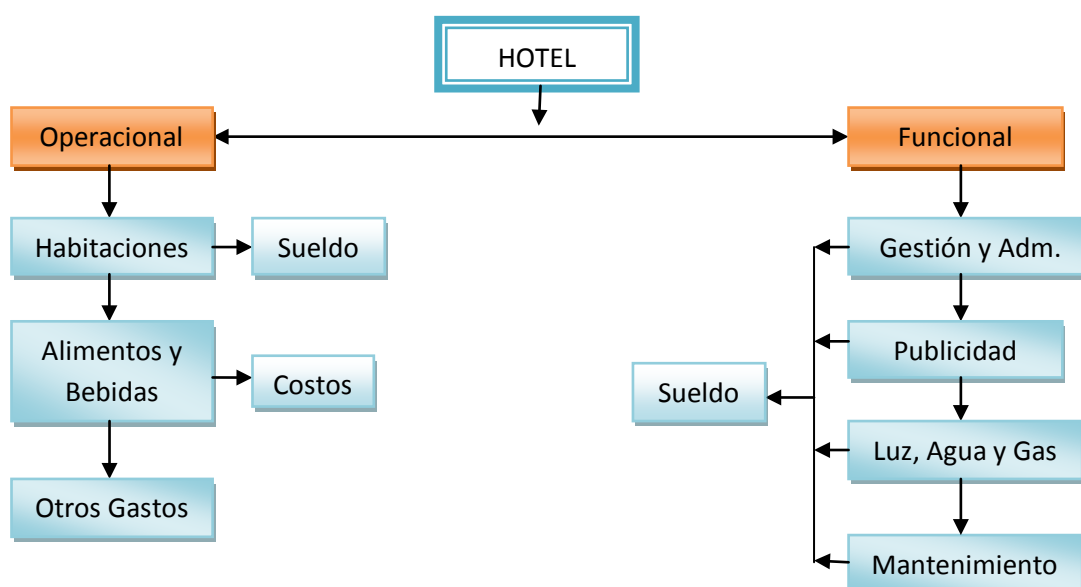 HOTEL
Operacional
Funcional
Habitaciones
Sueldo
Gestión y Adm.
Alimentos y
Bebidas
Costos
Publicidad
Sueldo
Luz, Agua y Gas
Otros Gastos
Mantenimiento